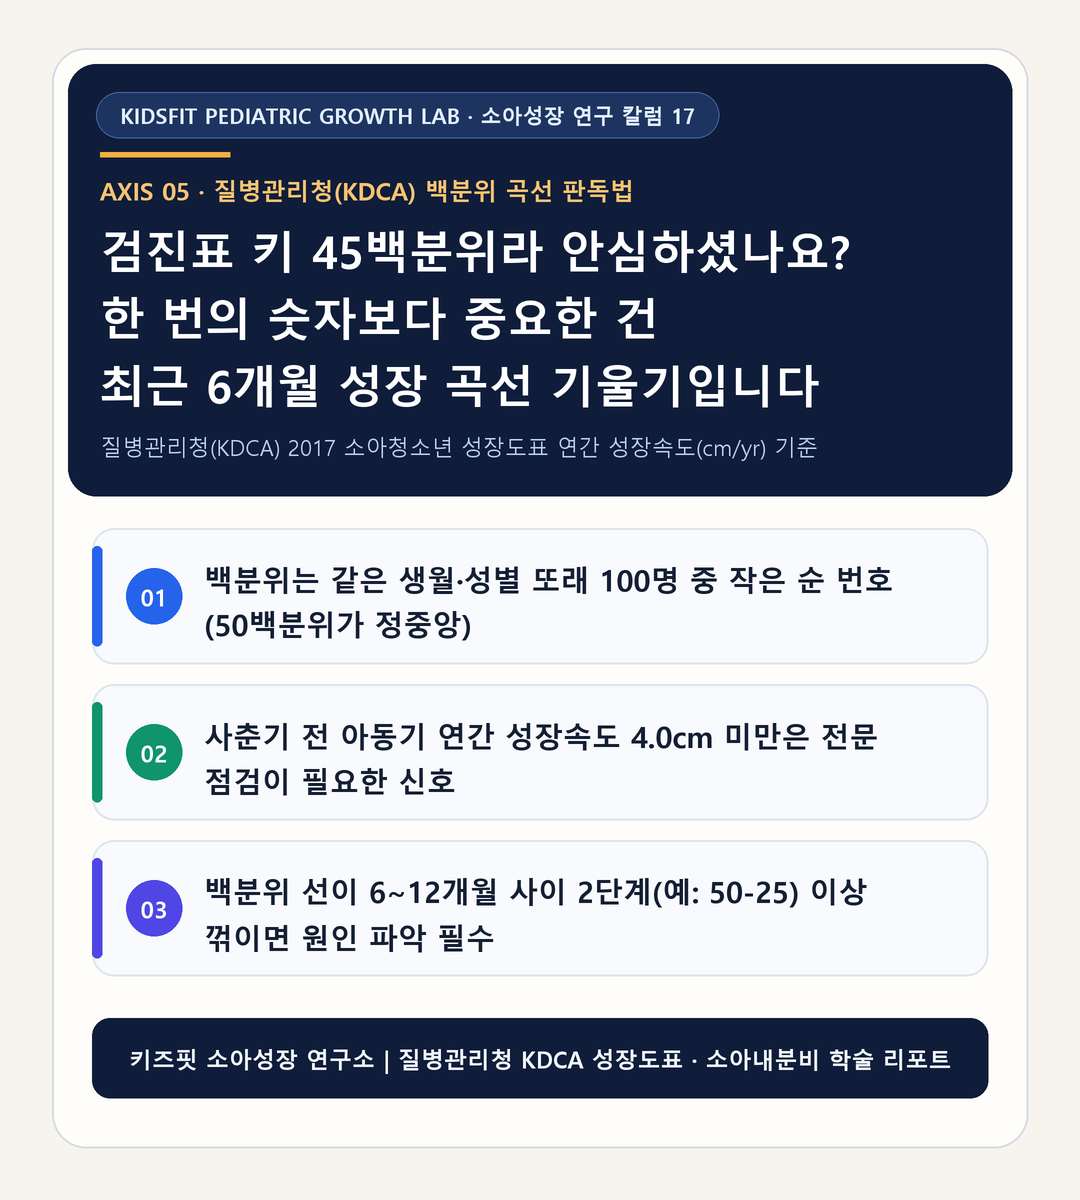 KIDSFIT PEDIATRIC GROWTH LAB · 소아성장 연구 칼럼 17
AXIS 05 · 질병관리청(KDCA) 백분위 곡선 판독법
검진표 키 45백분위라 안심하셨나요?
한 번의 숫자보다 중요한 건
최근 6개월 성장 곡선 기울기입니다
질병관리청(KDCA) 2017 소아청소년 성장도표 연간 성장속도(cm/yr) 기준
01
백분위는 같은 생월·성별 또래 100명 중 작은 순 번호
(50백분위가 정중앙)
02
사춘기 전 아동기 연간 성장속도 4.0cm 미만은 전문
점검이 필요한 신호
03
백분위 선이 6~12개월 사이 2단계(예: 50-25) 이상
꺾이면 원인 파악 필수
키즈핏 소아성장 연구소 | 질병관리청 KDCA 성장도표 · 소아내분비 학술 리포트